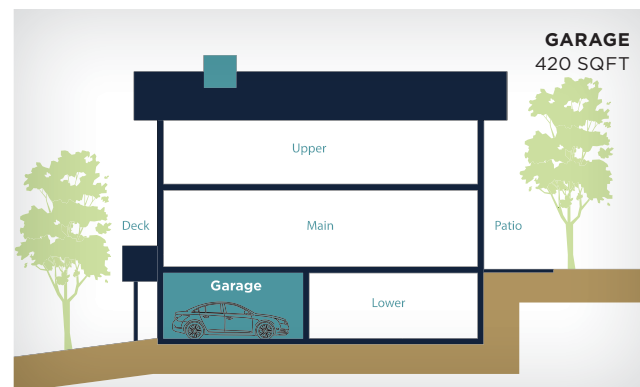 GARAGE
420 SQFT
Upper
Deck
Main
Patio
Garage
Lower